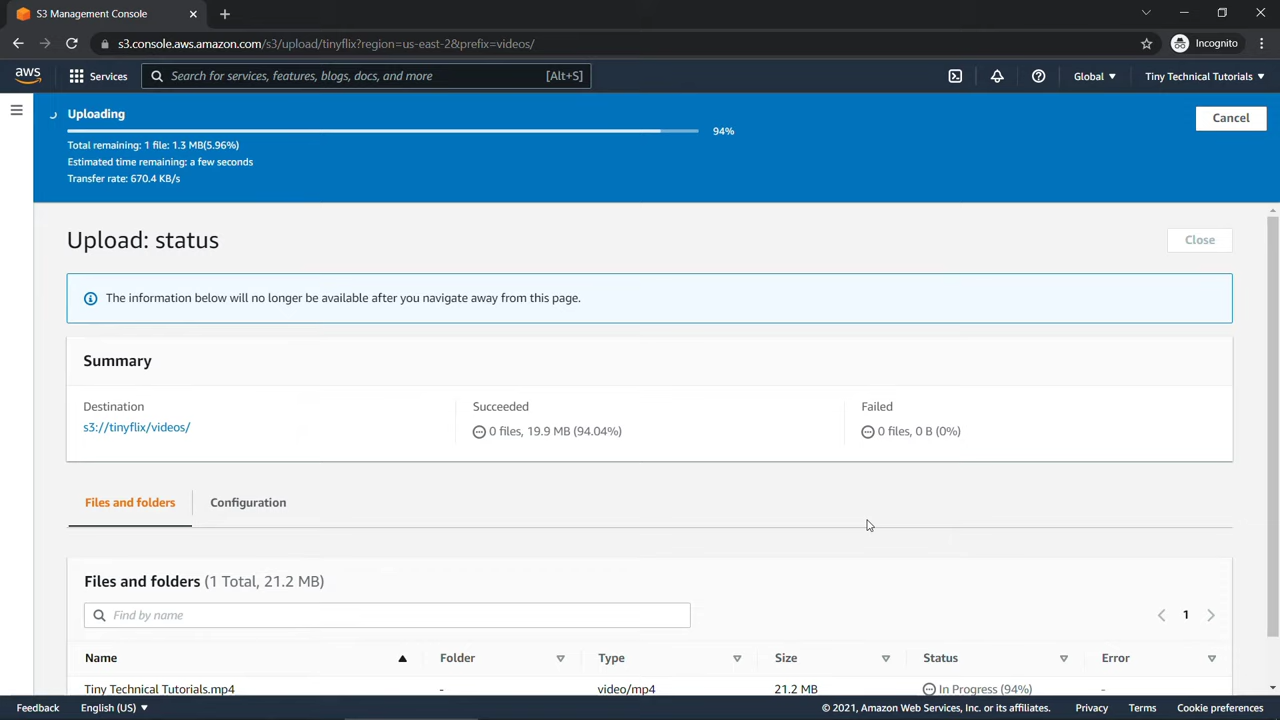 S3 Management Console
s3.console.aws.amazon.com/s3/upload/tinyflix?region=us-east-2&prefix=videos/
Incognito
aws
Services
Search for services, features, blogs, docs, and more
[Alt+S]
Global
Tiny Technical Tutorials
Uploading
Cancel
94%
Total remaining: 1 file: 1.3 MB(5.96%)
Estimated time remaining: a few seconds
Transfer rate: 670.4 KB/s
Upload: status
Close
The information below will no longer be available after you navigate away from this page.
Summary
Destination
Succeeded
Failed
s3://tinyflix/videos/
0 files, 19.9 MB (94.04%)
0 files, 0 B (0%)
Files and folders
Configuration
Files and folders (1 Total, 21.2 MB)
Find by name
1
Name
Folder
Type
Size
Status
Error
Tiny Technical Tutorials.mp4
-
video/mp4
21.2 MB
In Progress (94%)
-
Feedback
English (US)
© 2021, Amazon Web Services, Inc. or its affiliates.
Privacy
Terms
Cookie preferences